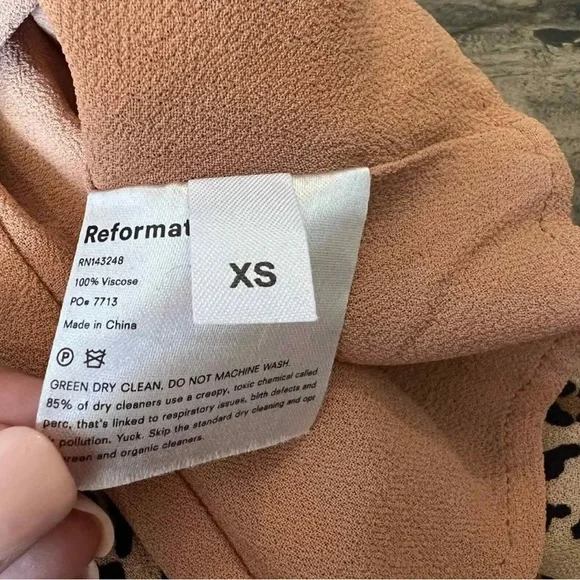 Reformat
XS
RN143248
100% Viscose
PO# 7713
Made in China
P
GREEN DRY CLEAN, DO NOT MACHINE WASH.
85% of dry cleaners use a creepy, toxic chemical called
perc, that's linked to respiratory issues, birth defects and
pollution. Yuck. Skip the standard dry cleaning and opt
green and organic cleaners.